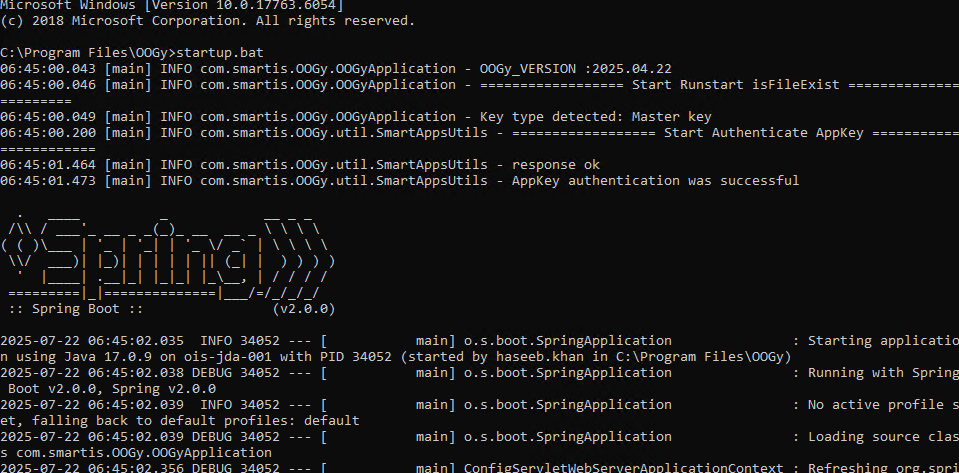 Microsoft Windows [Version 10.0.17763.6054]
(c) 2018 Microsoft Corporation. All rights reserved.
C:\Program Files\OOGy>startup.bat
06:45:00.043 [main] INFO com.smartis.OOGy.OOGyApplication - OOGy_VERSION :2025.04.22
06:45:00.046 [main] INFO com.smartis.OOGy.OOGyApplication - ================== Start Runstart isFileExist ==============
=========
06:45:00.049 [main] INFO com.smartis.OOGy.OOGyApplication - Key type detected: Master key
06:45:00.200 [main] INFO com.smartis.OOGy.util.SmartAppsUtils - ================== Start Authenticate AppKey ===========
============
06:45:01.464 [main] INFO com.smartis.OOGy.util.SmartAppsUtils - response ok
06:45:01.473 [main] INFO com.smartis.OOGy.util.SmartAppsUtils - AppKey authentication was successful
Spring
:: Spring Boot :: (v2.0.0)
2025-07-22 06:45:02.035  INFO 34052 --- [           main] o.s.boot.SpringApplication               : Starting applicatio
n using Java 17.0.9 on ois-jda-001 with PID 34052 (started by haseeb.khan in C:\Program Files\OOGy)
2025-07-22 06:45:02.038 DEBUG 34052 --- [           main] o.s.boot.SpringApplication               : Running with Spring
Boot v2.0.0, Spring v2.0.0
2025-07-22 06:45:02.039  INFO 34052 --- [           main] o.s.boot.SpringApplication               : No active profile s
et, falling back to default profiles: default
2025-07-22 06:45:02.039 DEBUG 34052 --- [           main] o.s.boot.SpringApplication               : Loading source clas
s com.smartis.OOGy.OOGyApplication
2025-07-22 06:45:02.356 DEBUG 34052 --- [           main] ConfigServletWebServerApplicationContext : Refreshing org.spri